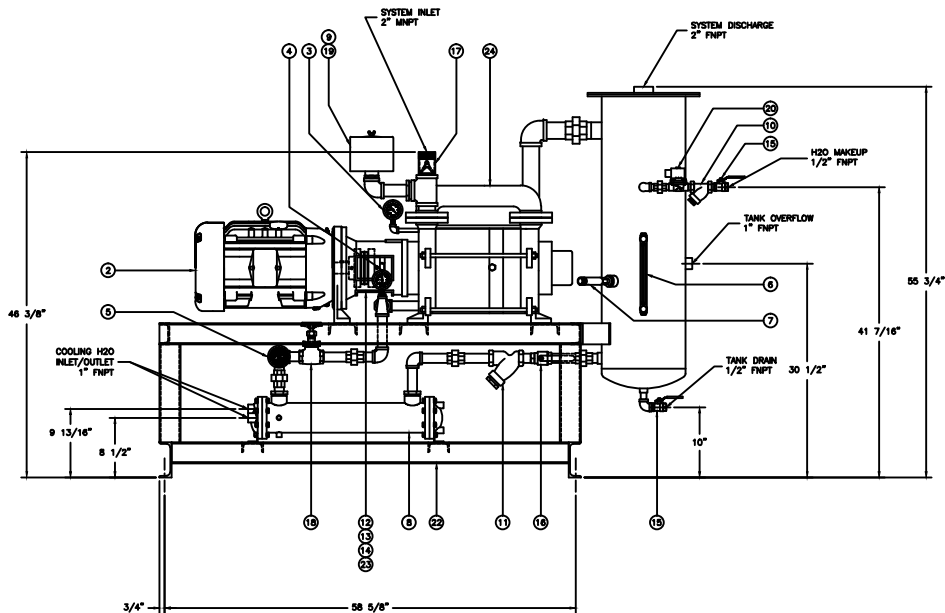 SYSTEM INLET
2" MNPT
SYSTEM DISCHARGE
2" FNPT
9
4
3
19
17
24
20
10
15
H2O MAKEUP
1/2" FNPT
TANK OVERFLOW
1" FNPT
2
6
55 3/4"
46 3/8"
5
7
41 7/16"
COOLING H2O
INLET/OUTLET
1" FNPT
30 1/2"
TANK DRAIN
1/2" FNPT
9 13/16"
8 1/2"
10"
18
12
13
14
23
8
22
11
16
15
3/4"
58 5/8"